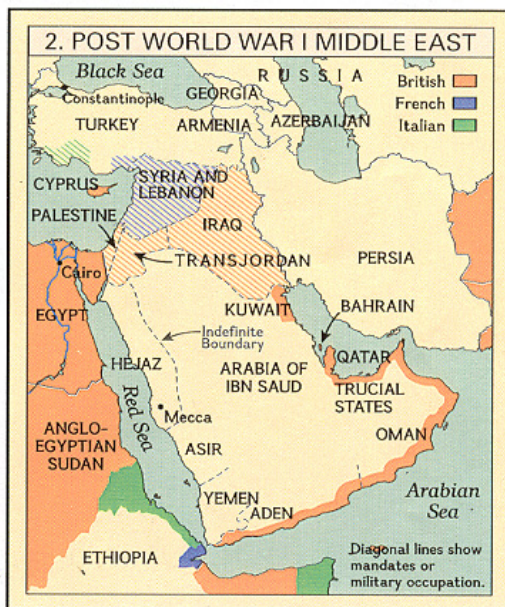 2. POST WORLD WAR I MIDDLE EAST
Black Sea
RUSSIA
British
French
Italian
Constantinople
GEORGIA
TURKEY
ARMENIA
AZERBAIJAN
CYPRUS
SYRIA AND
LEBANON
PALESTINE
IRAQ
TRANSJORDAN
PERSIA
Cairo
EGYPT
KUWAIT
BAHRAIN
Indefinite
Boundary
QATAR
HEJAZ
ARABIA OF
IBN SAUD
TRUCIAL
STATES
Red Sea
Mecca
OMAN
ANGLO-
EGYPTIAN
SUDAN
ASIR
YEMEN
ADEN
Arabian
Sea
ETHIOPIA
Diagonal lines show
mandates or
military occupation.